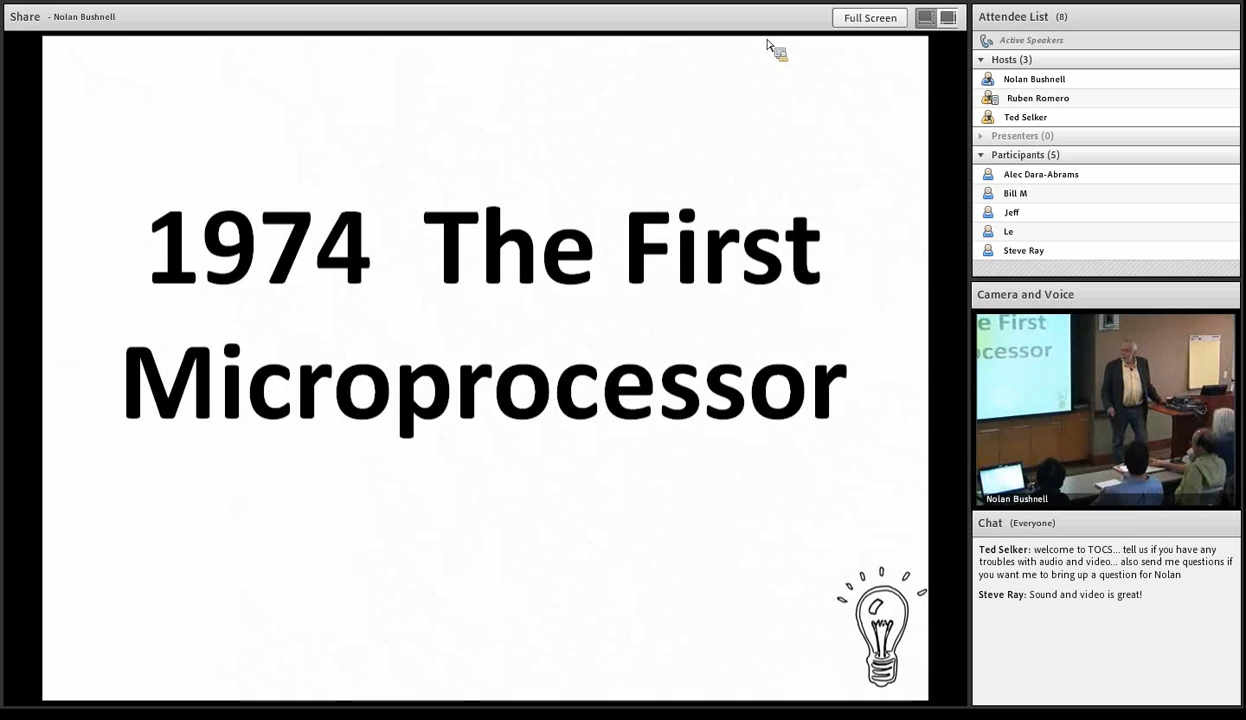 Share - Nolan Bushnell
Full Screen
1974 The First
Microprocessor
Attendee List (8)
Active Speakers
Hosts (3)
Nolan Bushnell
Ruben Romero
Ted Selker
Presenters (0)
Participants (5)
Alec Dara-Abrams
Bill M
Jeff
Le
Steve Ray
Camera and Voice
e First
ocessor
Nolan Bushnell
Chat (Everyone)
Ted Selker: welcome to TOCS... tell us if you have any
troubles with audio and video... also send me questions if
you want me to bring up a question for Nolan
Steve Ray: Sound and video is great!